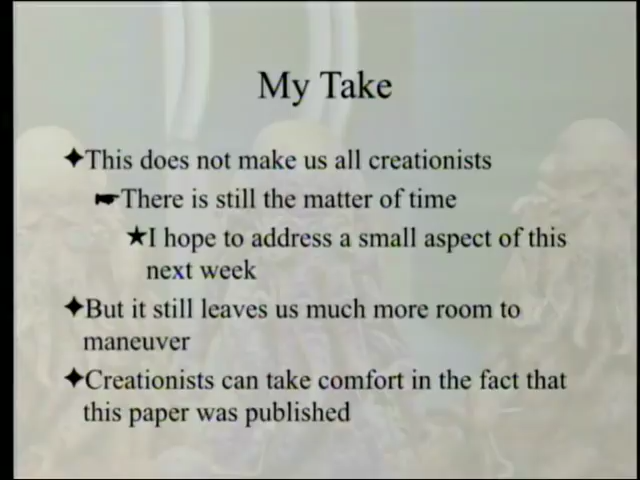 My Take
✦This does not make us all creationists
☛There is still the matter of time
★I hope to address a small aspect of this
next week
✦But it still leaves us much more room to
maneuver
✦Creationists can take comfort in the fact that
this paper was published